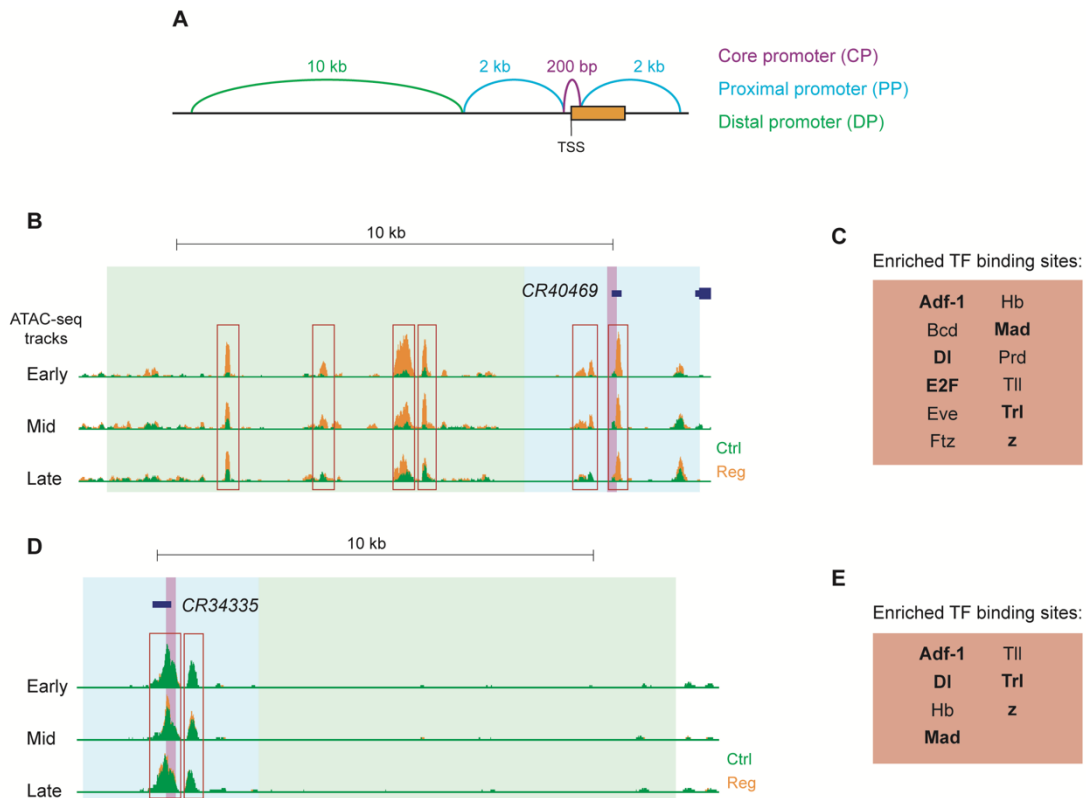 A
10 kb
2 kb
200 bp
2 kb
TSS
Core promoter (CP)
Proximal promoter (PP)
Distal promoter (DP)
B
10 kb
CR40469
ATAC-seq
tracks
Early
Mid
Late
Ctrl
Reg
C
Enriched TF binding sites:
Adf-1 Hb
Bcd Mad
Dl Prd
E2F Tll
Eve Trl
Ftz z
D
10 kb
CR34335
Early
Mid
Late
Ctrl
Reg
E
Enriched TF binding sites:
Adf-1 Tll
Dl Trl
Hb z
Mad